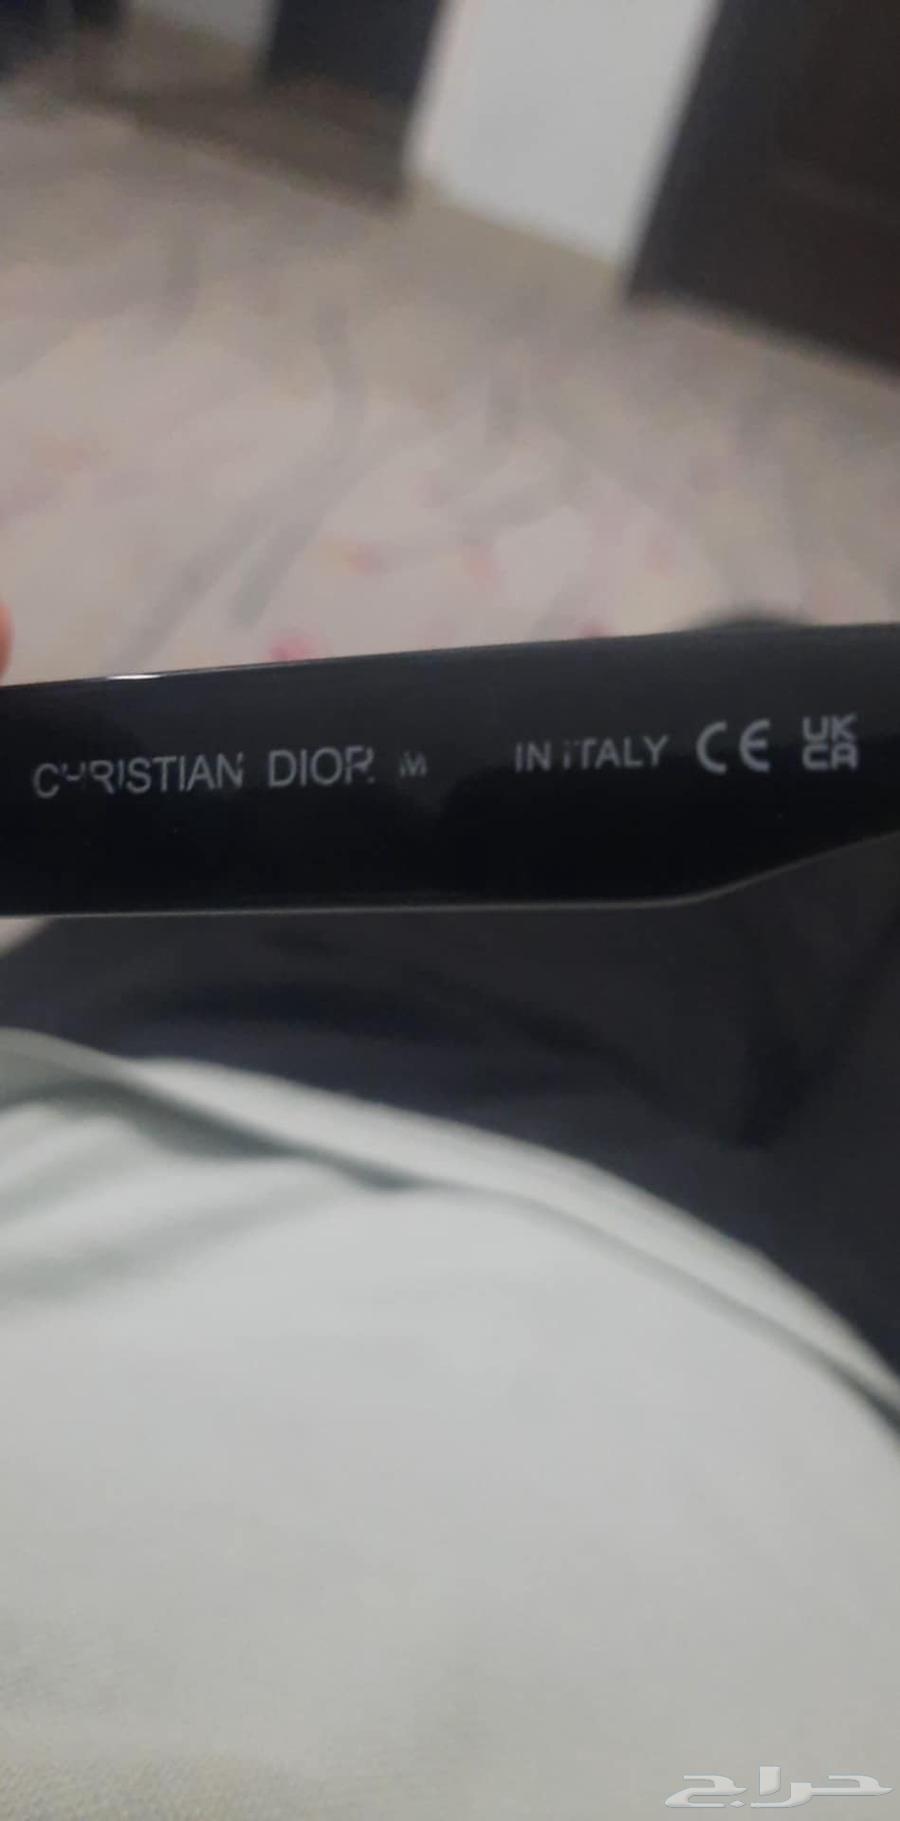 CHRISTIAN DIOR M IN ITALY CE UK CA
حراج